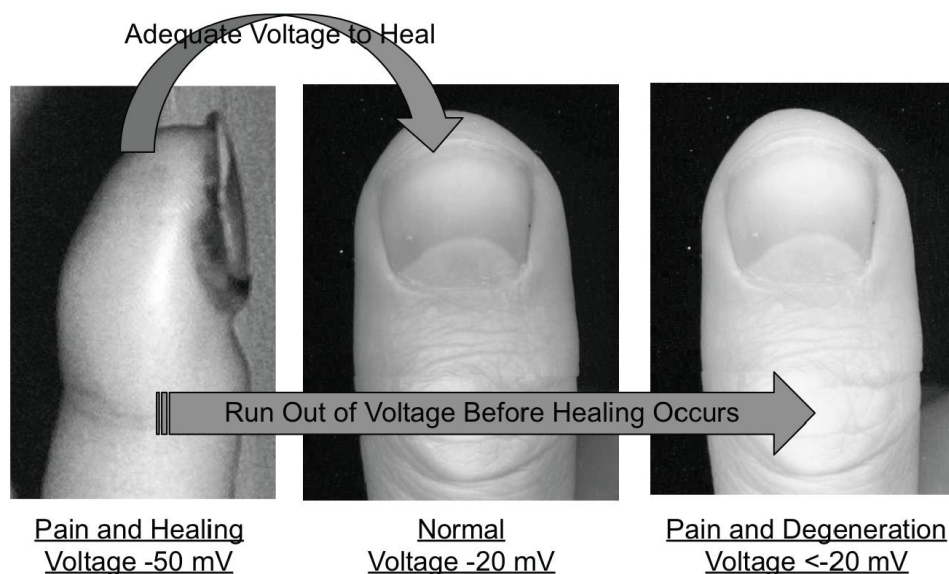 Adequate Voltage to Heal
Run Out of Voltage Before Healing Occurs
Pain and Healing
Voltage -50 mV
Normal
Voltage -20 mV
Pain and Degeneration
Voltage <-20 mV